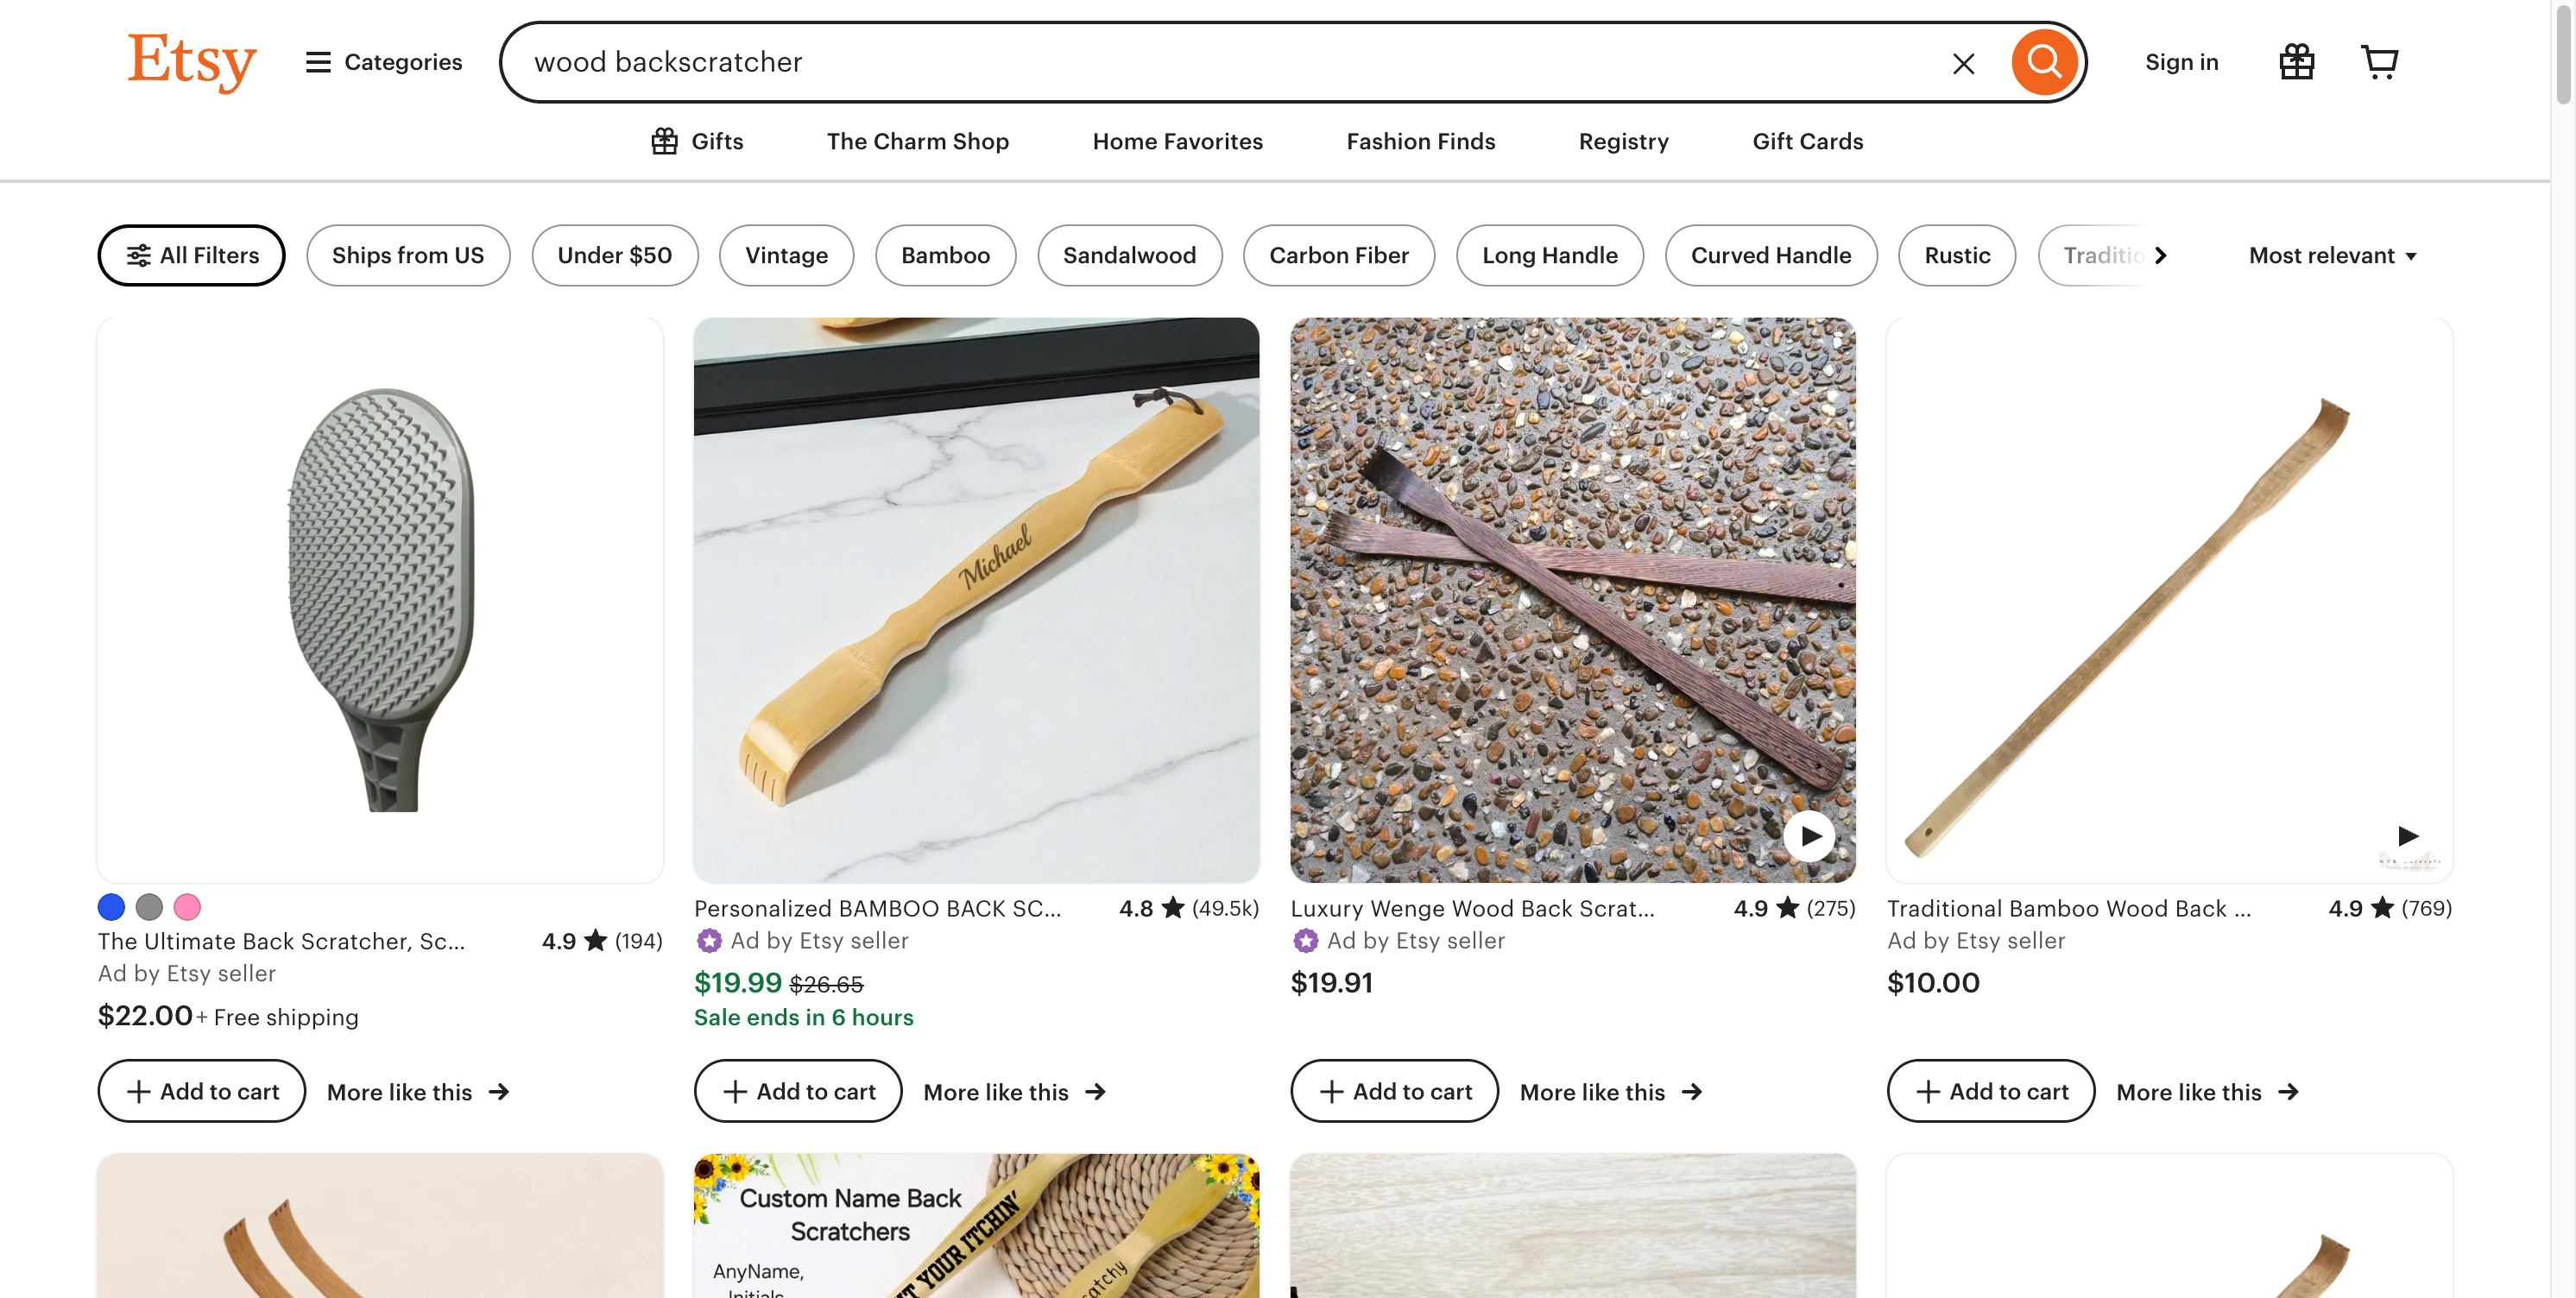 Etsy
Categories
wood backscratcher
Sign in
Gifts
The Charm Shop
Home Favorites
Fashion Finds
Registry
Gift Cards
All Filters
Ships from US
Under $50
Vintage
Bamboo
Sandalwood
Carbon Fiber
Long Handle
Curved Handle
Rustic
Traditio
Most relevant
Michael
The Ultimate Back Scratcher, Sc...
4.9 ★ (194)
Ad by Etsy seller
$22.00 + Free shipping
+ Add to cart
More like this →
Personalized BAMBOO BACK SC...
4.8 ★ (49.5k)
Ad by Etsy seller
$19.99 $26.65
Sale ends in 6 hours
+ Add to cart
More like this →
Luxury Wenge Wood Back Scrat...
4.9 ★ (275)
Ad by Etsy seller
$19.91
+ Add to cart
More like this →
Traditional Bamboo Wood Back ...
4.9 ★ (769)
Ad by Etsy seller
$10.00
+ Add to cart
More like this →
Custom Name Back
Scratchers
AnyName,
Initials
YOUR ITCHIN'